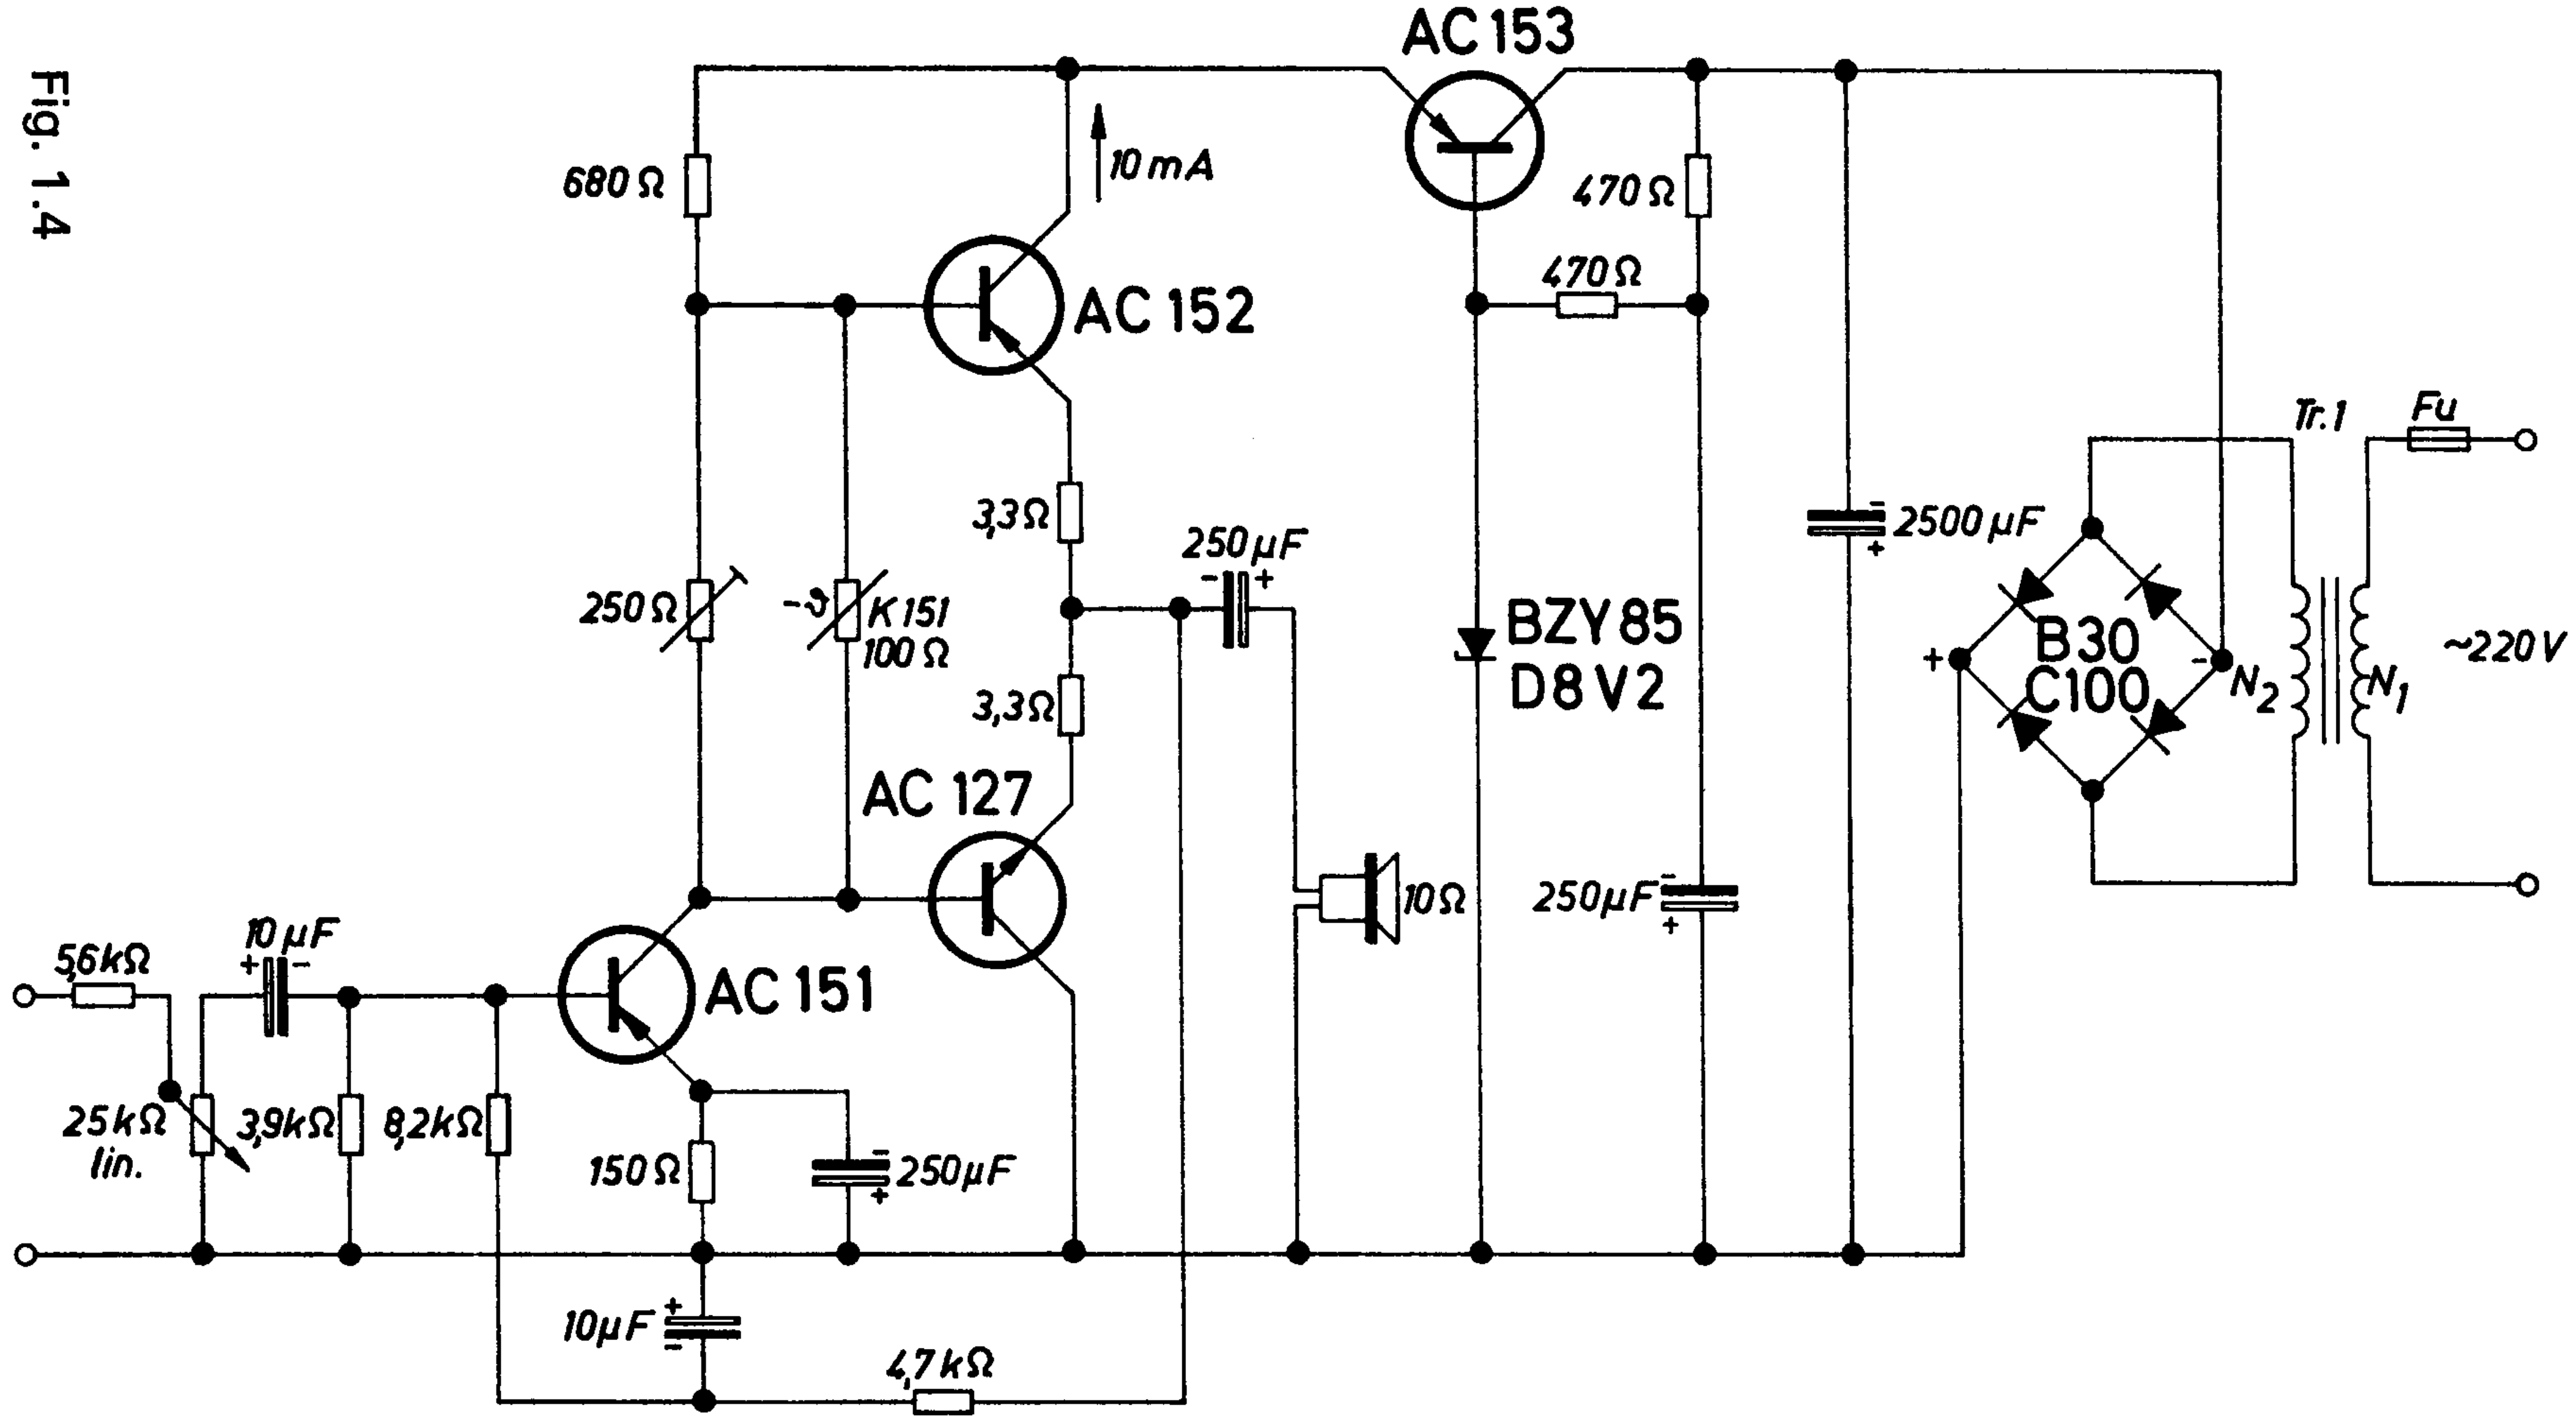 Fig. 1.4
AC 153
680 Ω
10 mA
470 Ω
470 Ω
AC 152
3,3 Ω
250 µF
- +
250 Ω
-ϑ
K 151
100 Ω
3,3 Ω
BZY 85
D8 V2
-
2500 µF
+
Tr. 1
Fu
B30
C100
+
-
N2
N1
~220 V
AC 127
10 Ω
-
250 µF
+
5,6 kΩ
10 µF
+ -
AC 151
25 kΩ
lin.
3,9 kΩ
8,2 kΩ
150 Ω
-
250 µF
+
+
10 µF
-
4,7 kΩ